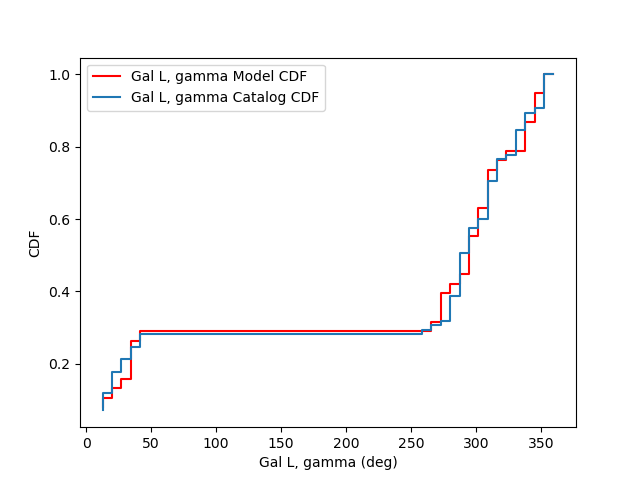 Gal L, gamma Model CDF
Gal L, gamma Catalog CDF
1.0
0.8
0.6
0.4
0.2
CDF
0 50 100 150 200 250 300 350
Gal L, gamma (deg)